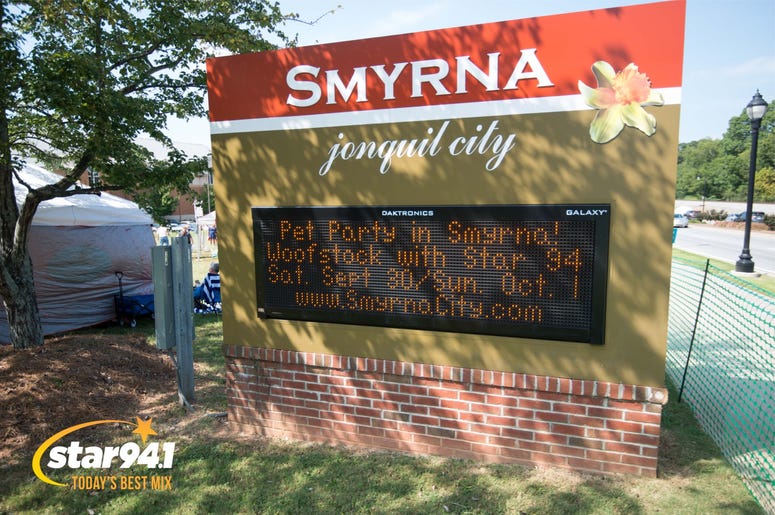 SMYRNA
jonquil city
DAKTRONICS GALAXY
Pet Party in Smyrna!
Woofstock with Star 94
Sat. Sept 30/Sun. Oct. 1
www.SmyrnaCity.com
star94.1
TODAY'S BEST MIX